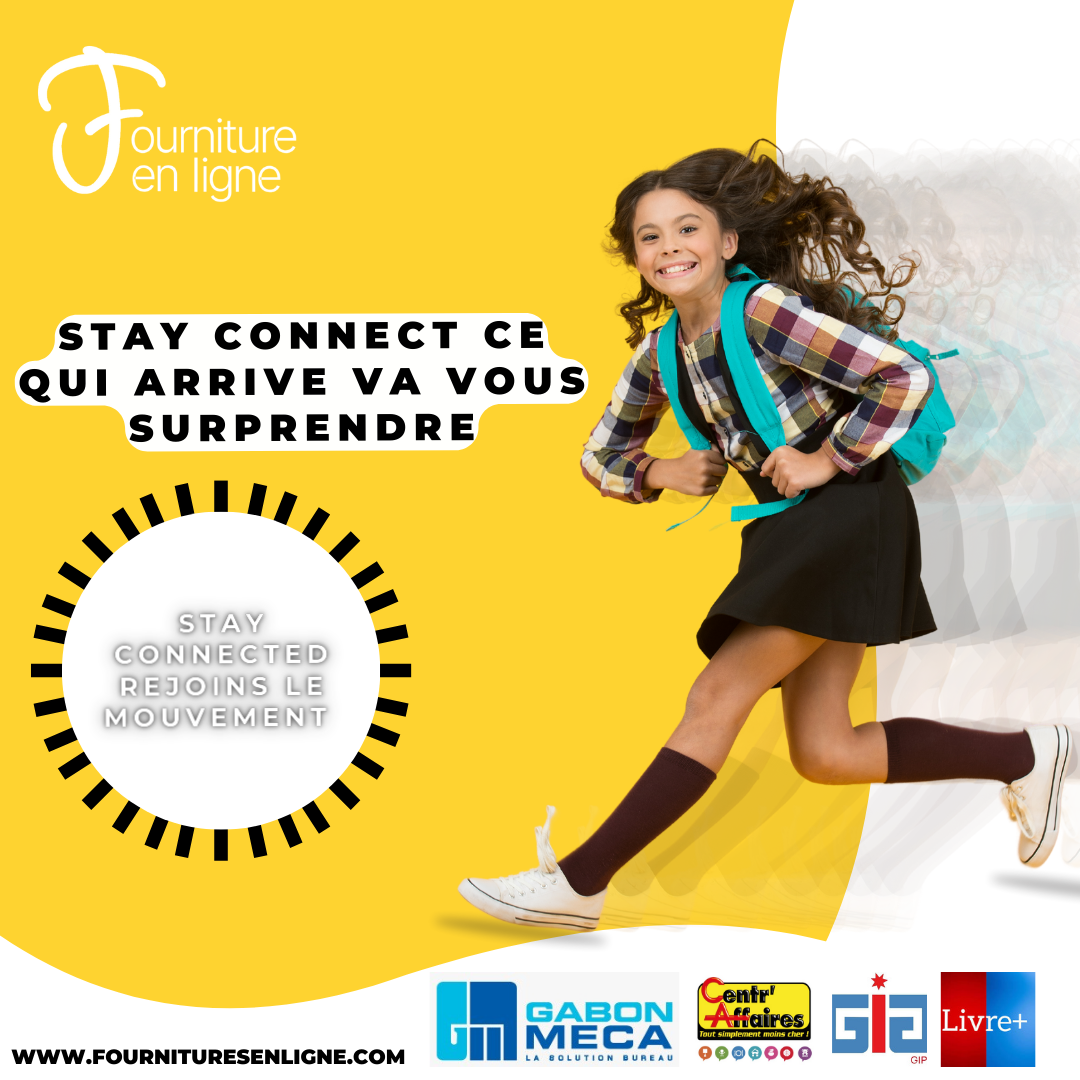 Fourniture
en ligne
STAY CONNECT CE
QUI ARRIVE VA VOUS
SURPRENDRE
STAY
CONNECTED
REJOINS LE
MOUVEMENT
WWW.FOURNITURESENLIGNE.COM
GABON
MECA
LA SOLUTION BUREAU
Centr'
Affaires
Tout simplement moins cher !
GIA
GIP
Livre+